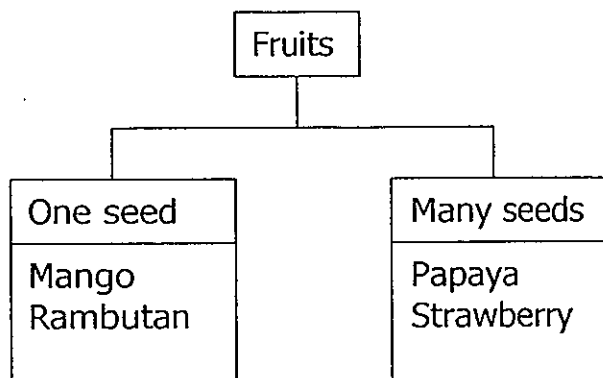 Fruits
One seed
Mango
Rambutan
Many seeds
Papaya
Strawberry